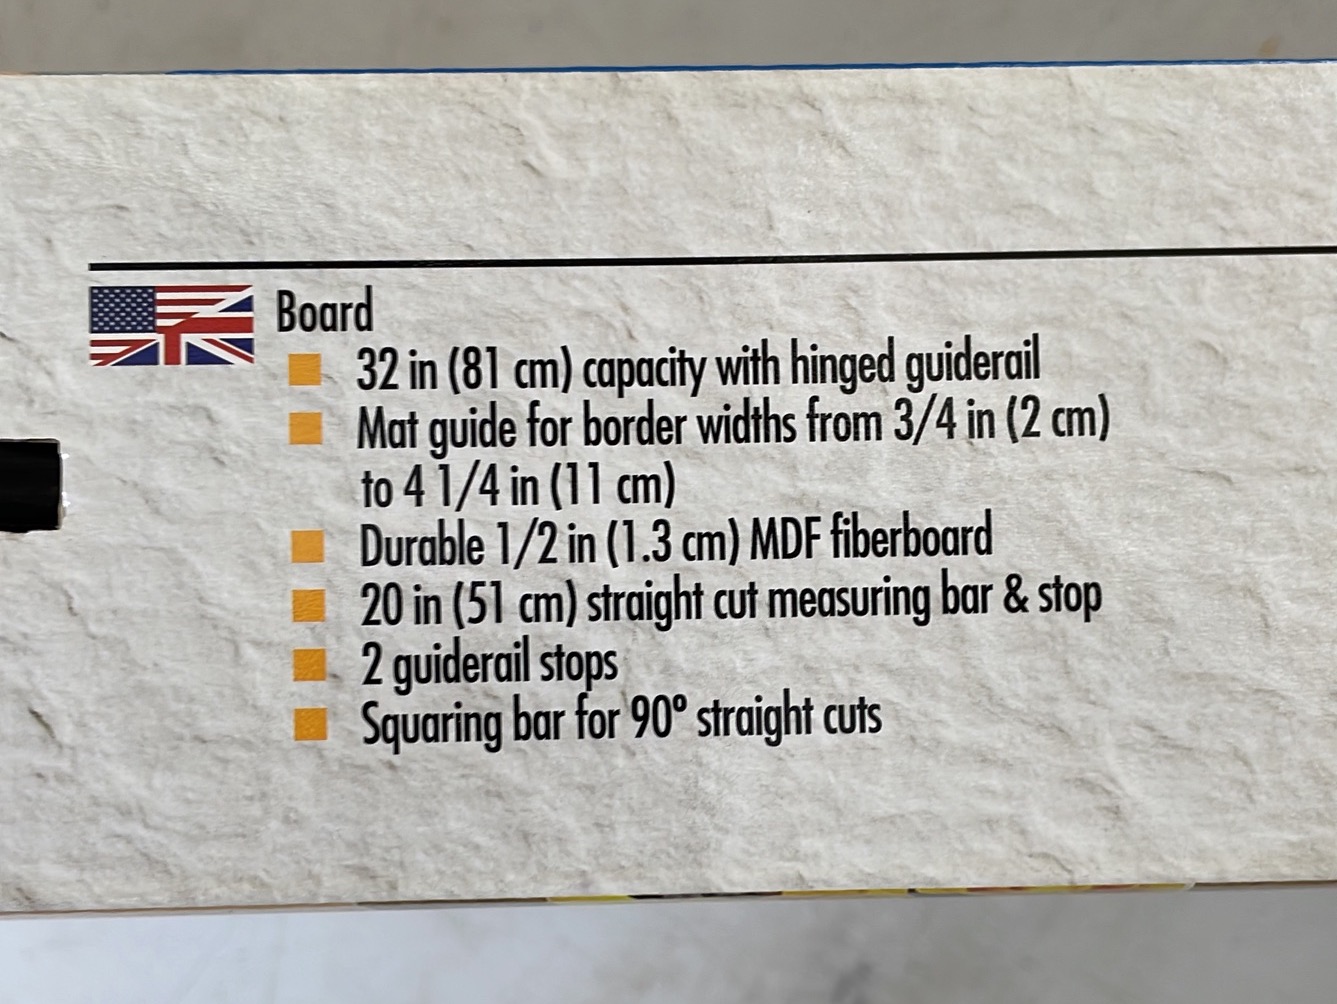 Board
32 in (81 cm) capacity with hinged guiderail
Mat guide for border widths from 3/4 in (2 cm)
to 4 1/4 in (11 cm)
Durable 1/2 in (1.3 cm) MDF fiberboard
20 in (51 cm) straight cut measuring bar & stop
2 guiderail stops
Squaring bar for 90º straight cuts